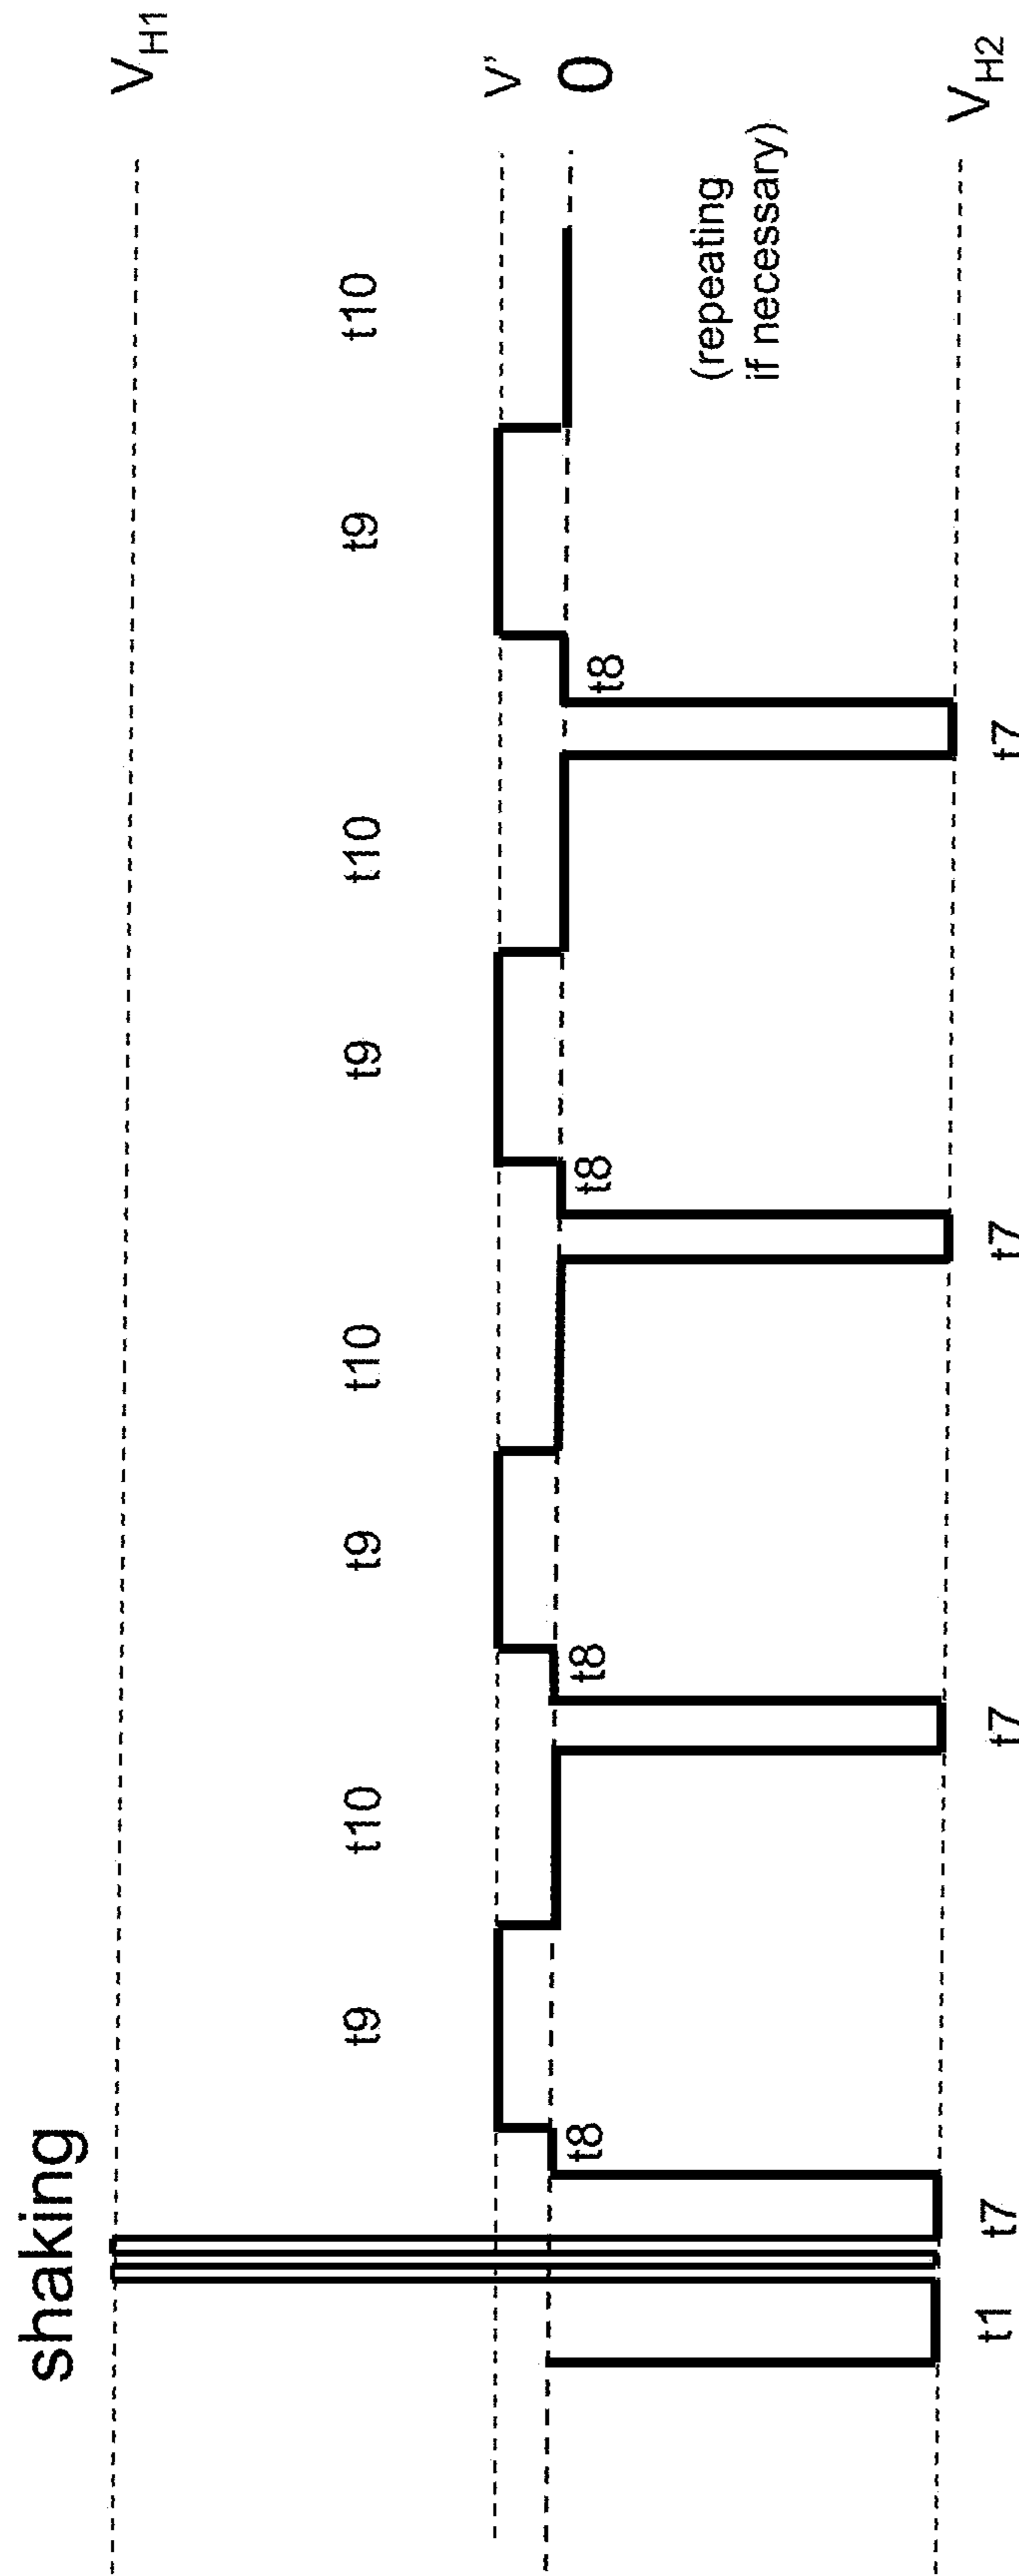 shaking
V_H1
t9 t10 t9 t10 t9 t10 t9 t10
V'
0
t8 t8 t8 t8
(repeating
if necessary)
V_H2
t1 t7 t7 t7 t7